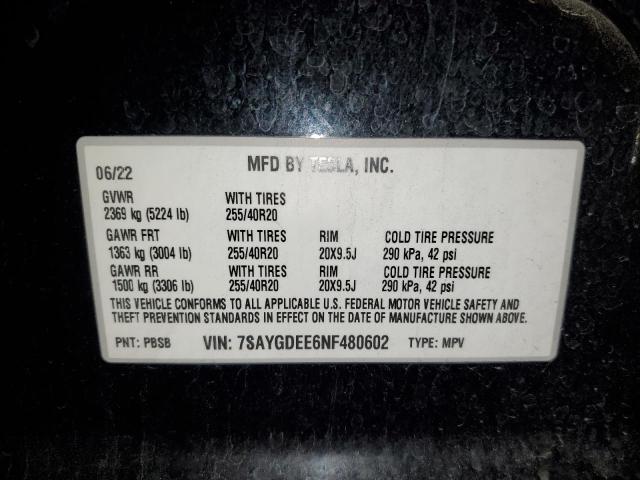 06/22 MFD BY TESLA, INC.
GVWR WITH TIRES
2369 kg (5224 lb) 255/40R20
GAWR FRT WITH TIRES RIM COLD TIRE PRESSURE
1363 kg (3004 lb) 255/40R20 20X9.5J 290 kPa, 42 psi
GAWR RR WITH TIRES RIM COLD TIRE PRESSURE
1500 kg (3306 lb) 255/40R20 20X9.5J 290 kPa, 42 psi
THIS VEHICLE CONFORMS TO ALL APPLICABLE U.S. FEDERAL MOTOR VEHICLE SAFETY AND
THEFT PREVENTION STANDARDS IN EFFECT ON THE DATE OF MANUFACTURE SHOWN ABOVE.
PNT: PBSB VIN: 7SAYGDEE6NF480602 TYPE: MPV